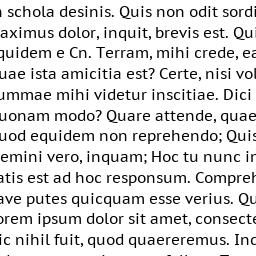 schola desinis. Quis non odit sordi
aximus dolor, inquit, brevis est. Qui
quidem e Cn. Terram, mihi crede, ea
uae ista amicitia est? Certe, nisi vol
ummae mihi videtur inscitiae. Dici
uonam modo? Quare attende, quae
uod equidem non reprehendo; Quis
emini vero, inquam; Hoc tu nunc in
atis est ad hoc responsum. Compreh
ave putes quicquam esse verius. Qu
orem ipsum dolor sit amet, consecte
ic nihil fuit, quod quaereremus. Inc